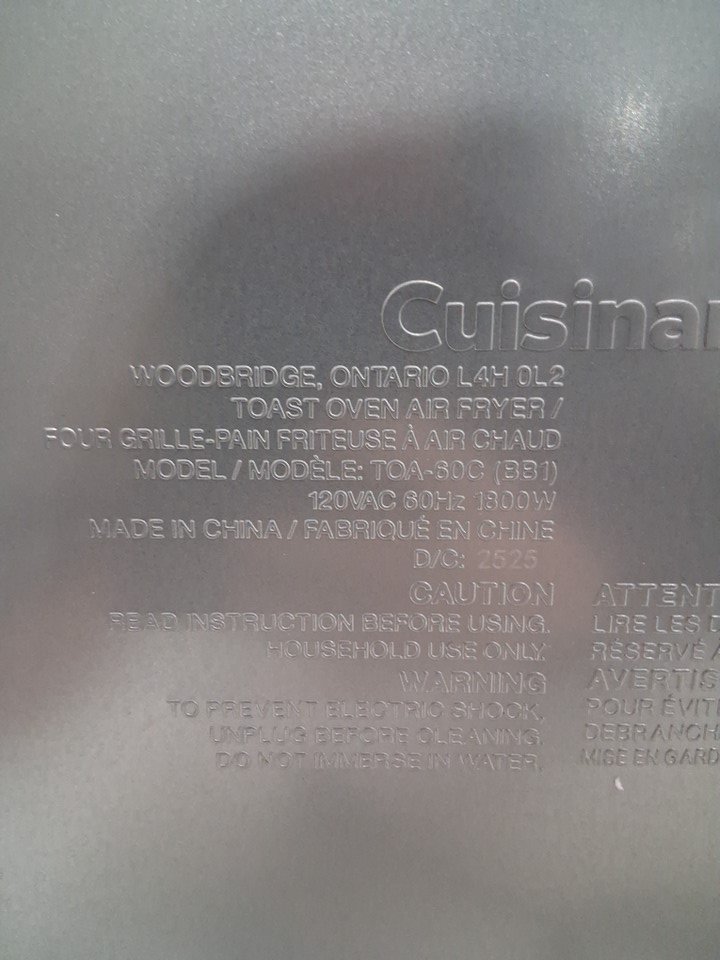 Cuisinar
WOODBRIDGE, ONTARIO L4H 0L2
TOAST OVEN AIR FRYER /
FOUR GRILLE-PAIN FRITEUSE À AIR CHAUD
MODEL / MODÈLE: TOA-60C (BB1)
120VAC 60Hz 1800W
MADE IN CHINA / FABRIQUÉ EN CHINE
D/C: 2525
CAUTION
READ INSTRUCTION BEFORE USING.
HOUSEHOLD USE ONLY.
WARNING
TO PREVENT ELECTRIC SHOCK,
UNPLUG BEFORE CLEANING.
DO NOT IMMERSE IN WATER.
ATTENT
LIRE LES D
RÉSERVÉ À
AVERTIS
POUR ÉVIT
DEBRANCH
MISE EN GARD